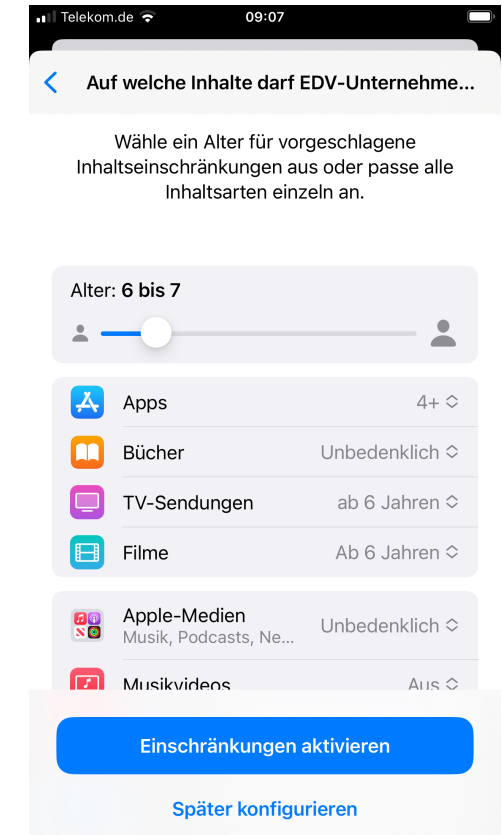 Telekom.de 09:07
Auf welche Inhalte darf EDV-Unternehme...
Wähle ein Alter für vorgeschlagene
Inhaltseinschränkungen aus oder passe alle
Inhaltsarten einzeln an.
Alter: 6 bis 7
Apps 4+
Bücher Unbedenklich
TV-Sendungen ab 6 Jahren
Filme Ab 6 Jahren
Apple-Medien Unbedenklich
Musik, Podcasts, Ne...
Musikvideos Aus
Einschränkungen aktivieren
Später konfigurieren